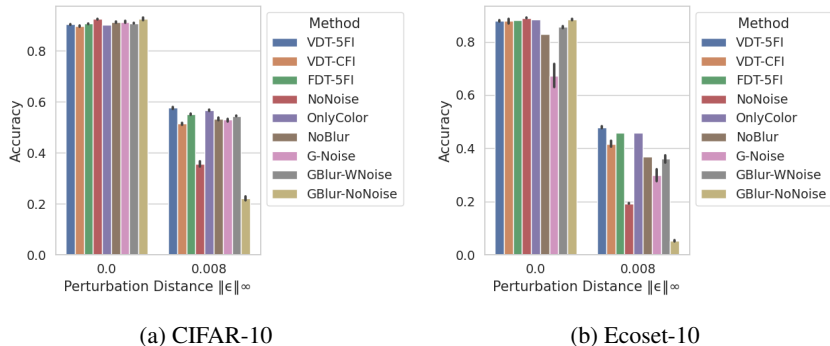 Accuracy
0.8
0.6
0.4
0.2
0.0
0.0
0.008
Perturbation Distance ‖ϵ‖∞
Method
VDT-5FI
VDT-CFI
FDT-5FI
NoNoise
OnlyColor
NoBlur
G-Noise
GBlur-WNoise
GBlur-NoNoise
(a) CIFAR-10
Accuracy
0.8
0.6
0.4
0.2
0.0
0.0
0.008
Perturbation Distance ‖ϵ‖∞
Method
VDT-5FI
VDT-CFI
FDT-5FI
NoNoise
OnlyColor
NoBlur
G-Noise
GBlur-WNoise
GBlur-NoNoise
(b) Ecoset-10